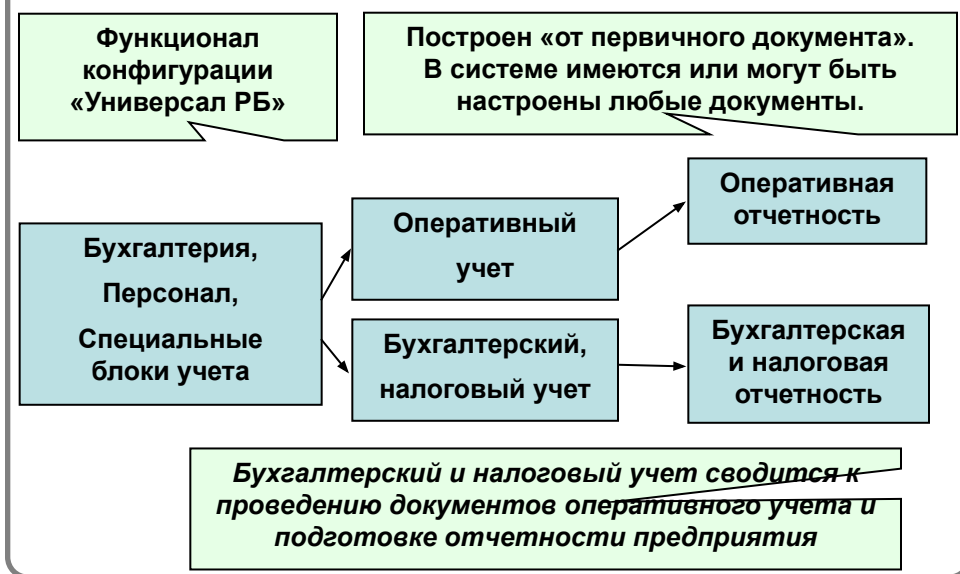 Функционал
конфигурации
«Универсал РБ»
Построен «от первичного документа».
В системе имеются или могут быть
настроены любые документы.
Бухгалтерия,
Персонал,
Специальные
блоки учета
Оперативный
учет
Оперативная
отчетность
Бухгалтерский,
налоговый учет
Бухгалтерская
и налоговая
отчетность
Бухгалтерский и налоговый учет сводится к
проведению документов оперативного учета и
подготовке отчетности предприятия